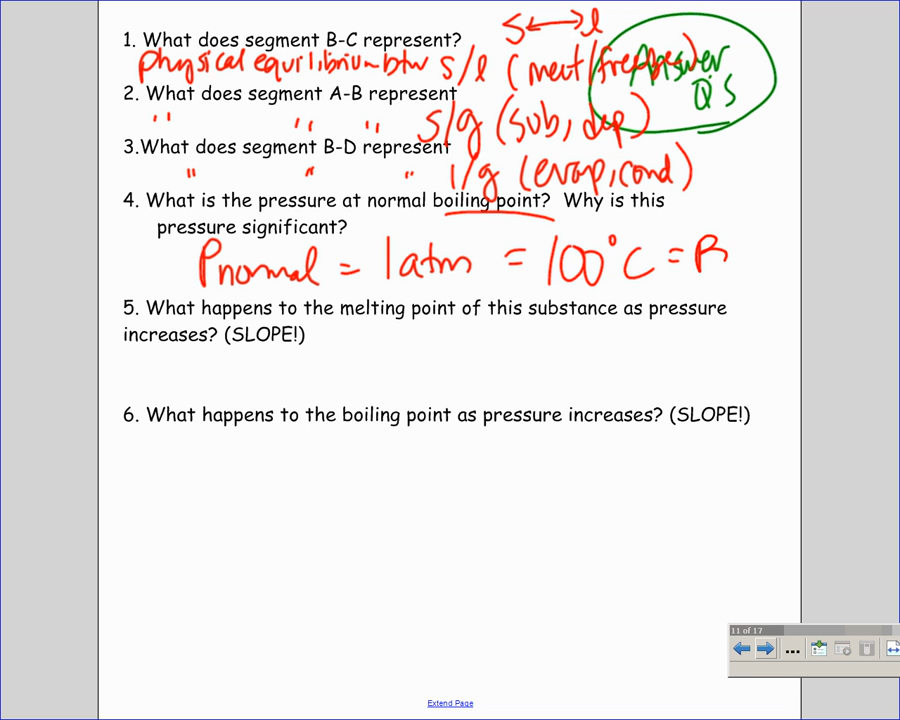 s ↔ l
1. What does segment B-C represent?
physical equilibrium btw s/l (melt/freeze)
Answer
Q's
2. What does segment A-B represent
" " " s/g (sub, dep)
3.What does segment B-D represent
" " " l/g (evap, cond)
4. What is the pressure at normal boiling point? Why is this
pressure significant?
Pnormal = 1 atm = 100°C =
5. What happens to the melting point of this substance as pressure
increases? (SLOPE!)
6. What happens to the boiling point as pressure increases? (SLOPE!)
11 of 17
Extend Page